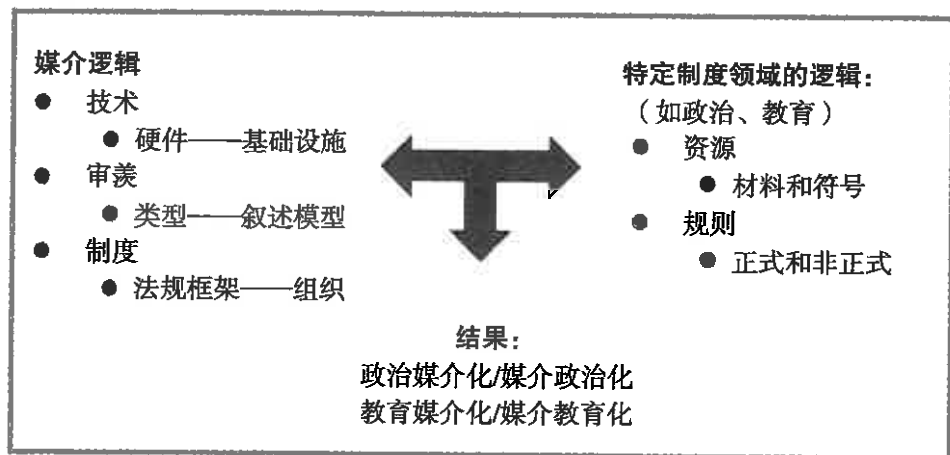 媒介逻辑
● 技术
● 硬件——基础设施
● 审羡
● 类型——叙述模型
● 制度
● 法规框架——组织
特定制度领域的逻辑:
(如政治、教育)
● 资源
● 材料和符号
● 规则
● 正式和非正式
结果:
政治媒介化/媒介政治化
教育媒介化/媒介教育化